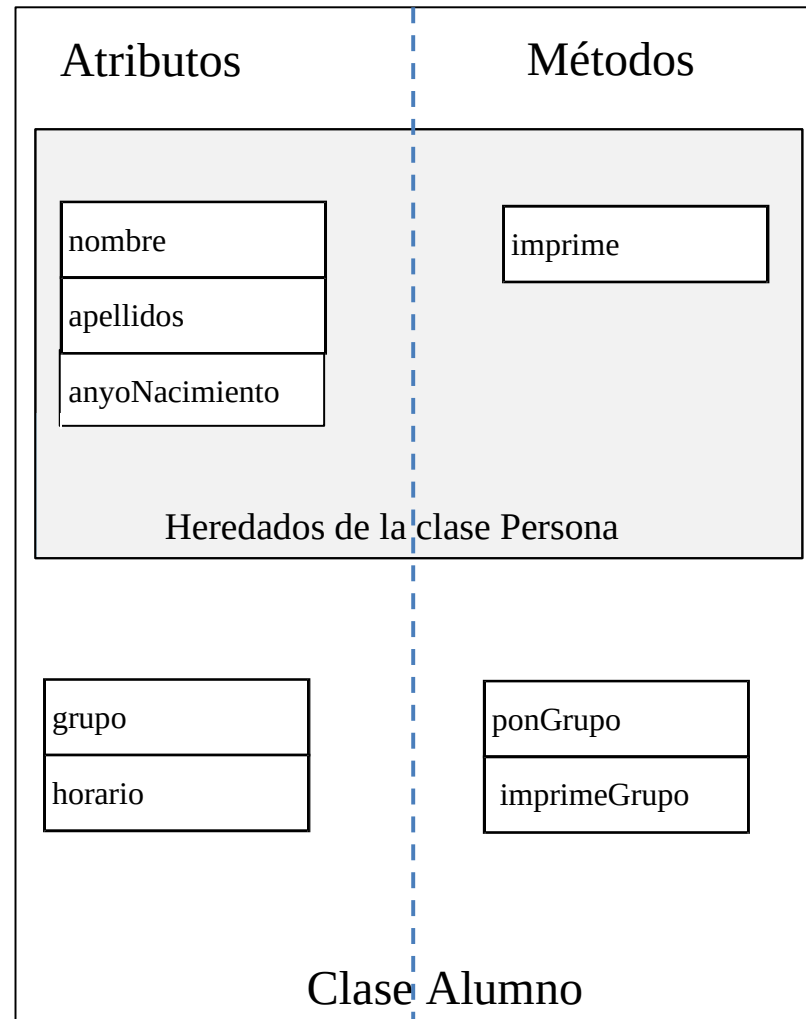 Atributos
Métodos
nombre
imprime
apellidos
anyoNacimiento
Heredados de la clase Persona
grupo
ponGrupo
horario
imprimeGrupo
Clase Alumno